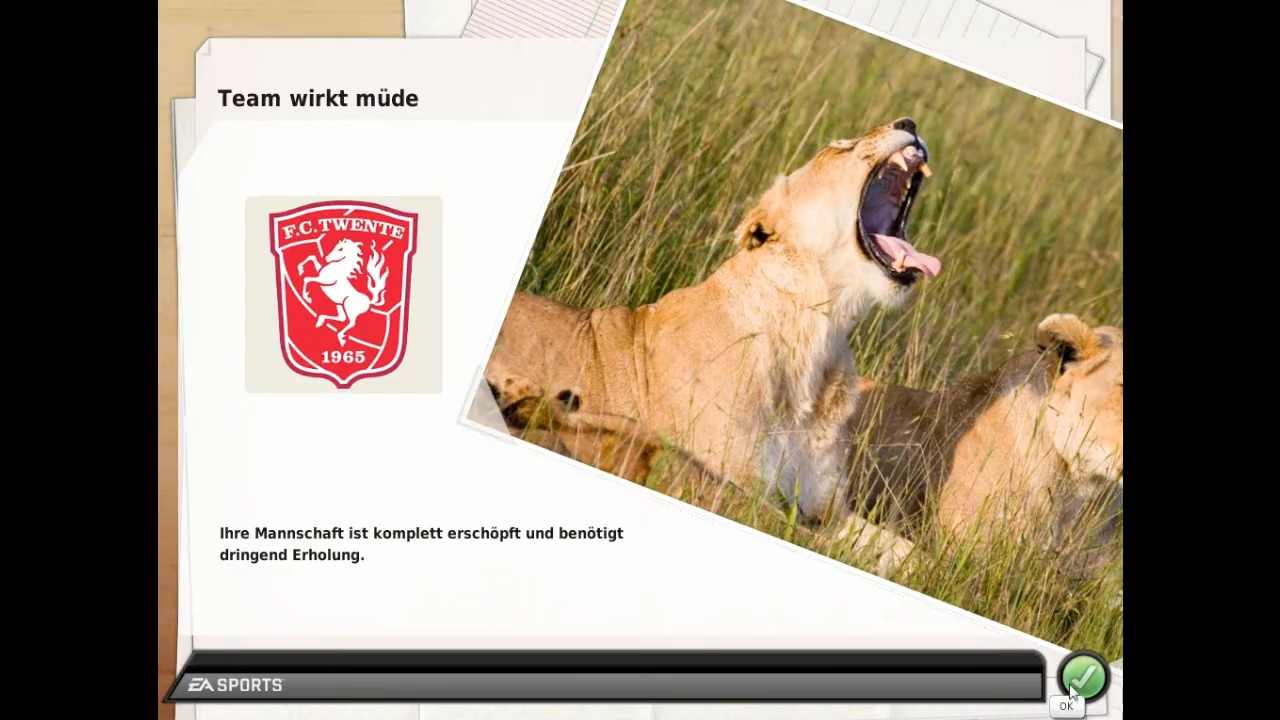 Team wirkt müde
F.C. TWENTE
1965
Ihre Mannschaft ist komplett erschöpft und benötigt
dringend Erholung.
EA SPORTS
OK